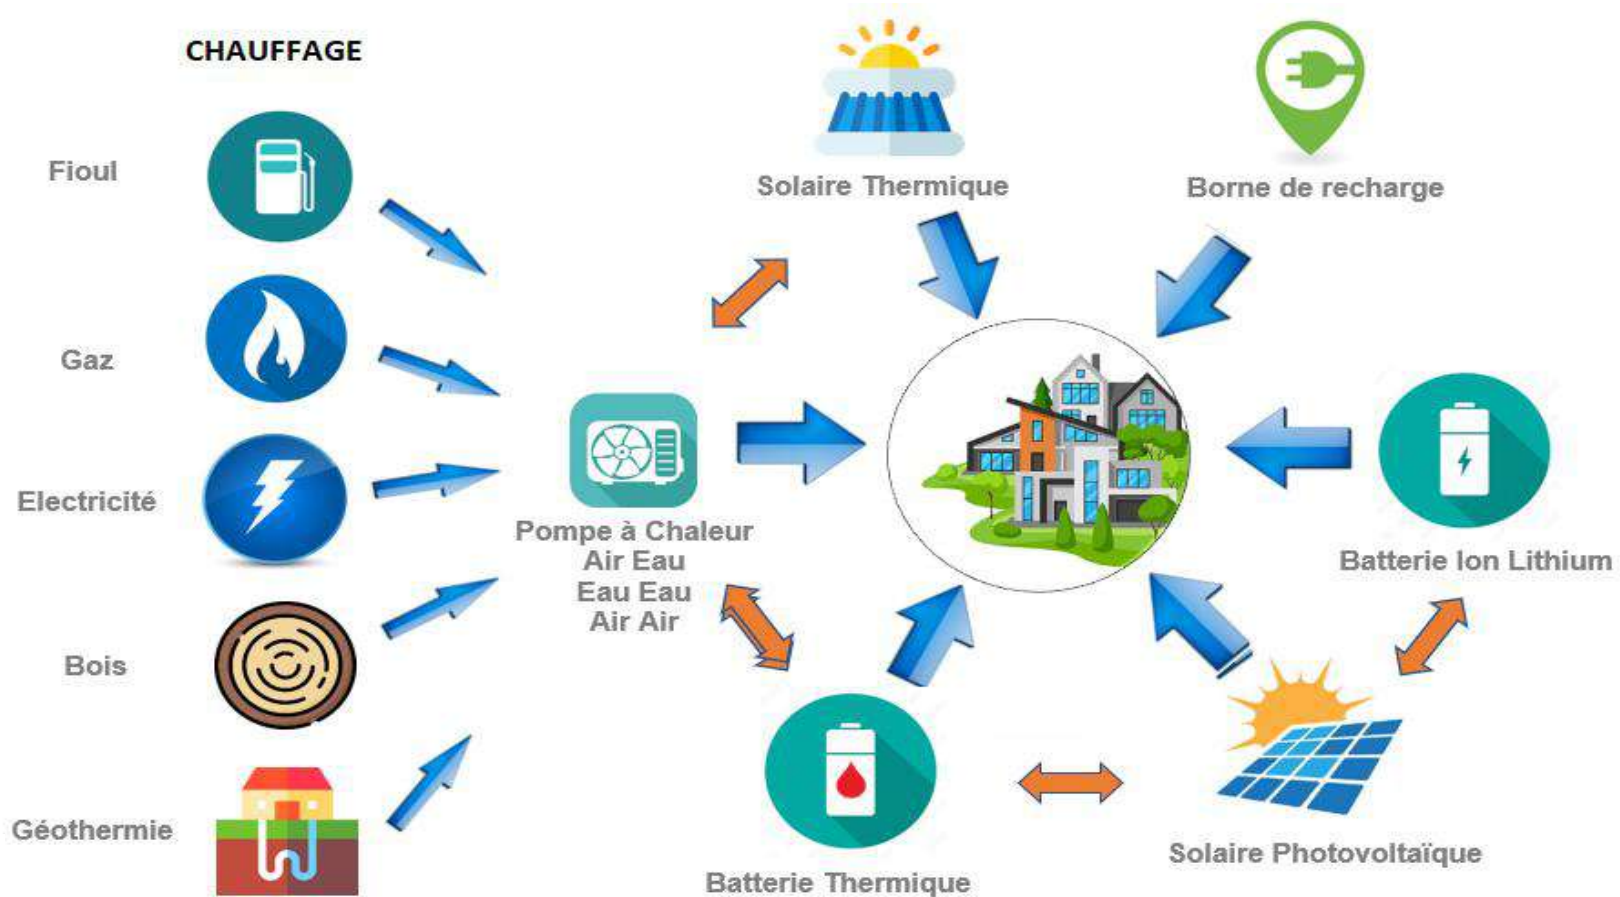 CHAUFFAGE
Fioul
Gaz
Electricité
Bois
Géothermie
Solaire Thermique
Borne de recharge
Pompe à Chaleur
Air Eau
Eau Eau
Air Air
Batterie Ion Lithium
Batterie Thermique
Solaire Photovoltaïque